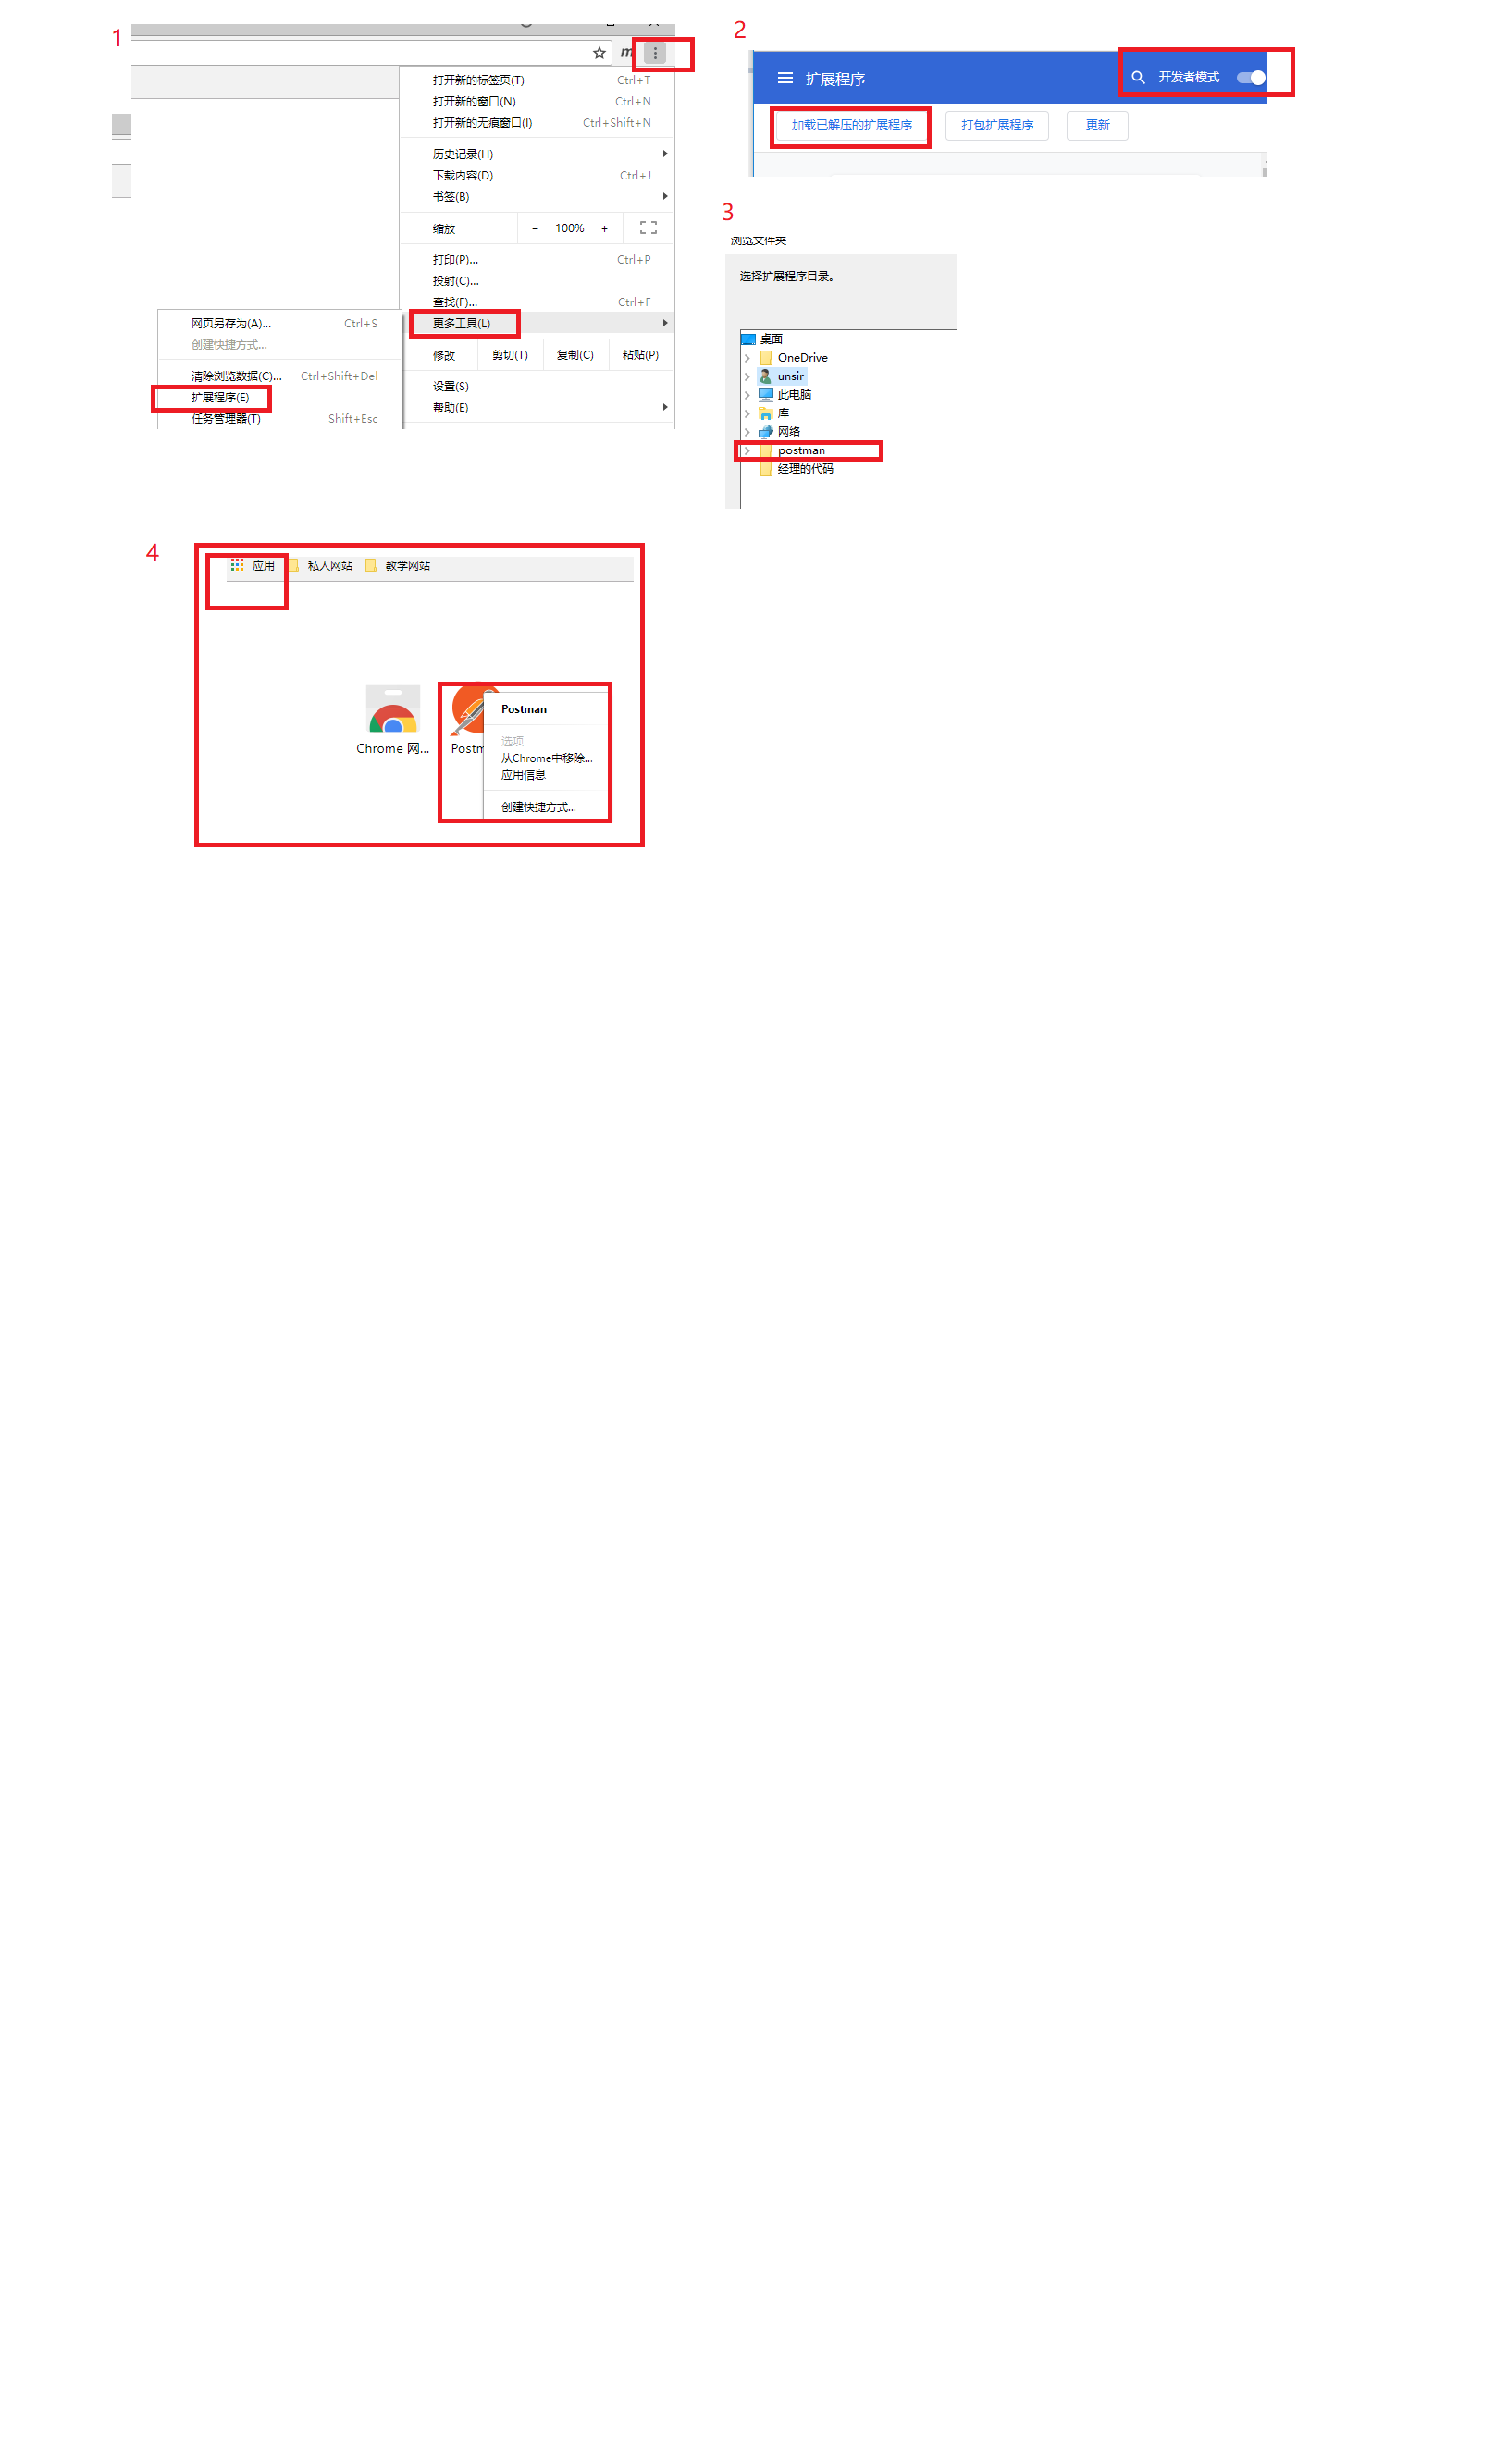 1
m
打开新的标签页(T) Ctrl+T
打开新的窗口(N) Ctrl+N
打开新的无痕窗口(I) Ctrl+Shift+N
历史记录(H)
下载内容(D) Ctrl+J
书签(B)
缩放 - 100% +
打印(P)... Ctrl+P
投射(C)...
查找(F)... Ctrl+F
更多工具(L)
修改 剪切(T) 复制(C) 粘贴(P)
设置(S)
帮助(E)
网页另存为(A)... Ctrl+S
创建快捷方式...
清除浏览数据(C)... Ctrl+Shift+Del
扩展程序(E)
任务管理器(T) Shift+Esc
2
扩展程序 开发者模式
加载已解压的扩展程序 打包扩展程序 更新
3
浏览文件夹
选择扩展程序目录。
桌面
OneDrive
unsir
此电脑
库
网络
postman
经理的代码
4
应用 私人网站 教学网站
Chrome 网... Postm
Postman
选项
从Chrome中移除...
应用信息
创建快捷方式...